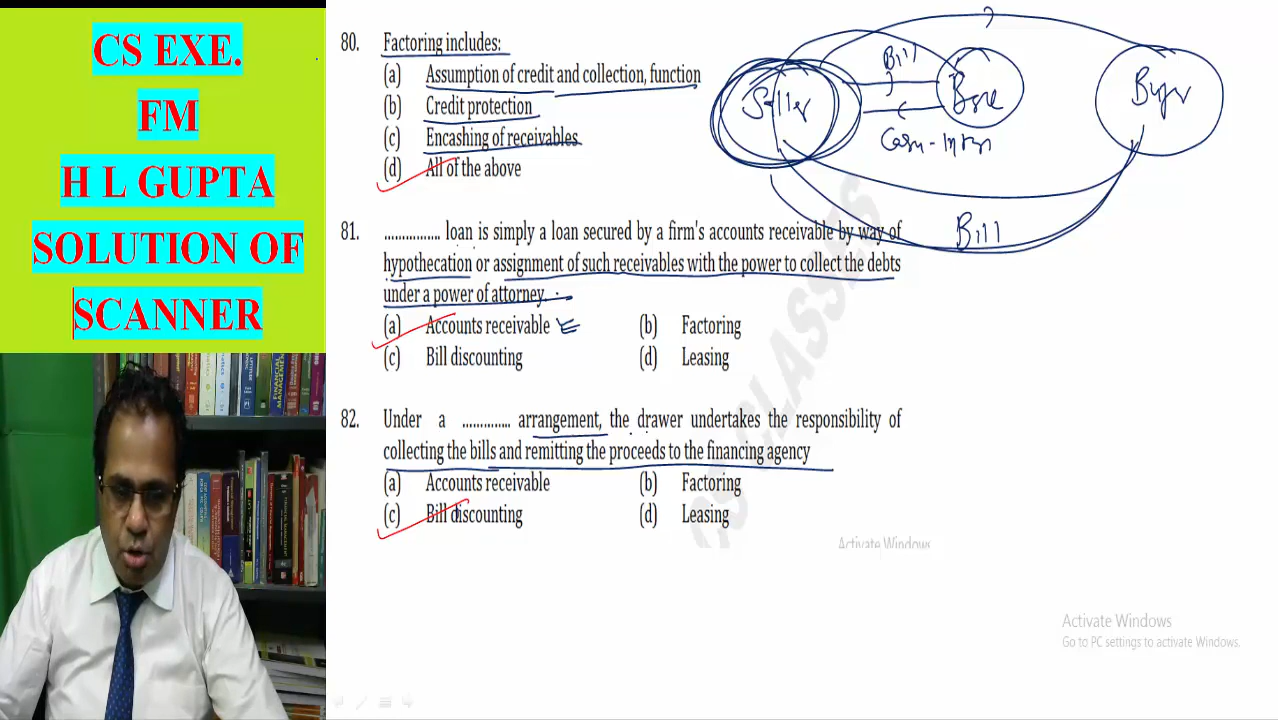 CS EXE.
FM
H L GUPTA
SOLUTION OF
SCANNER
80. Factoring includes:
(a) Assumption of credit and collection, function
(b) Credit protection
(c) Encashing of receivables
(d) All of the above
81. ................ loan is simply a loan secured by a firm's accounts receivable by way of
hypothecation or assignment of such receivables with the power to collect the debts
under a power of attorney.
(a) Accounts receivable (b) Factoring
(c) Bill discounting (d) Leasing
82. Under a .............. arrangement, the drawer undertakes the responsibility of
collecting the bills and remitting the proceeds to the financing agency
(a) Accounts receivable (b) Factoring
(c) Bill discounting (d) Leasing
Seller
Bill
Buyer
Bill
CLASSES
Activate Windows
Activate Windows
Go to PC settings to activate Windows.